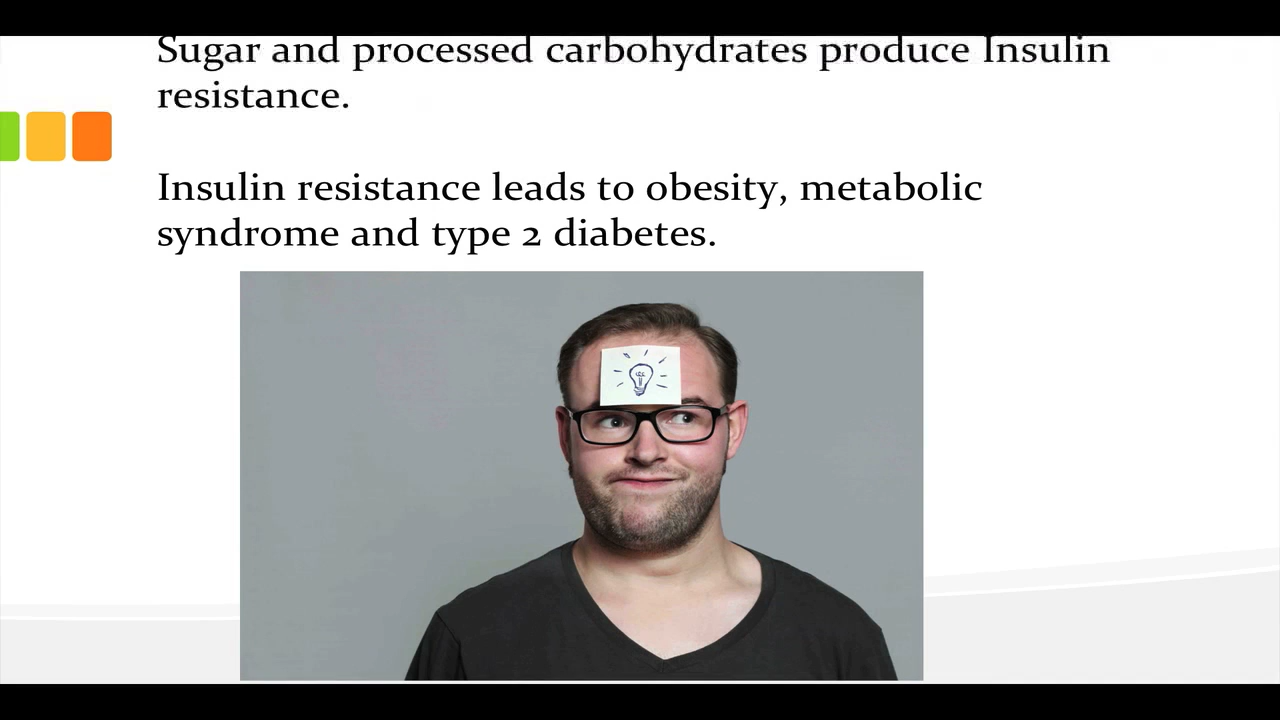 Sugar and processed carbohydrates produce Insulin
resistance.
Insulin resistance leads to obesity, metabolic
syndrome and type 2 diabetes.